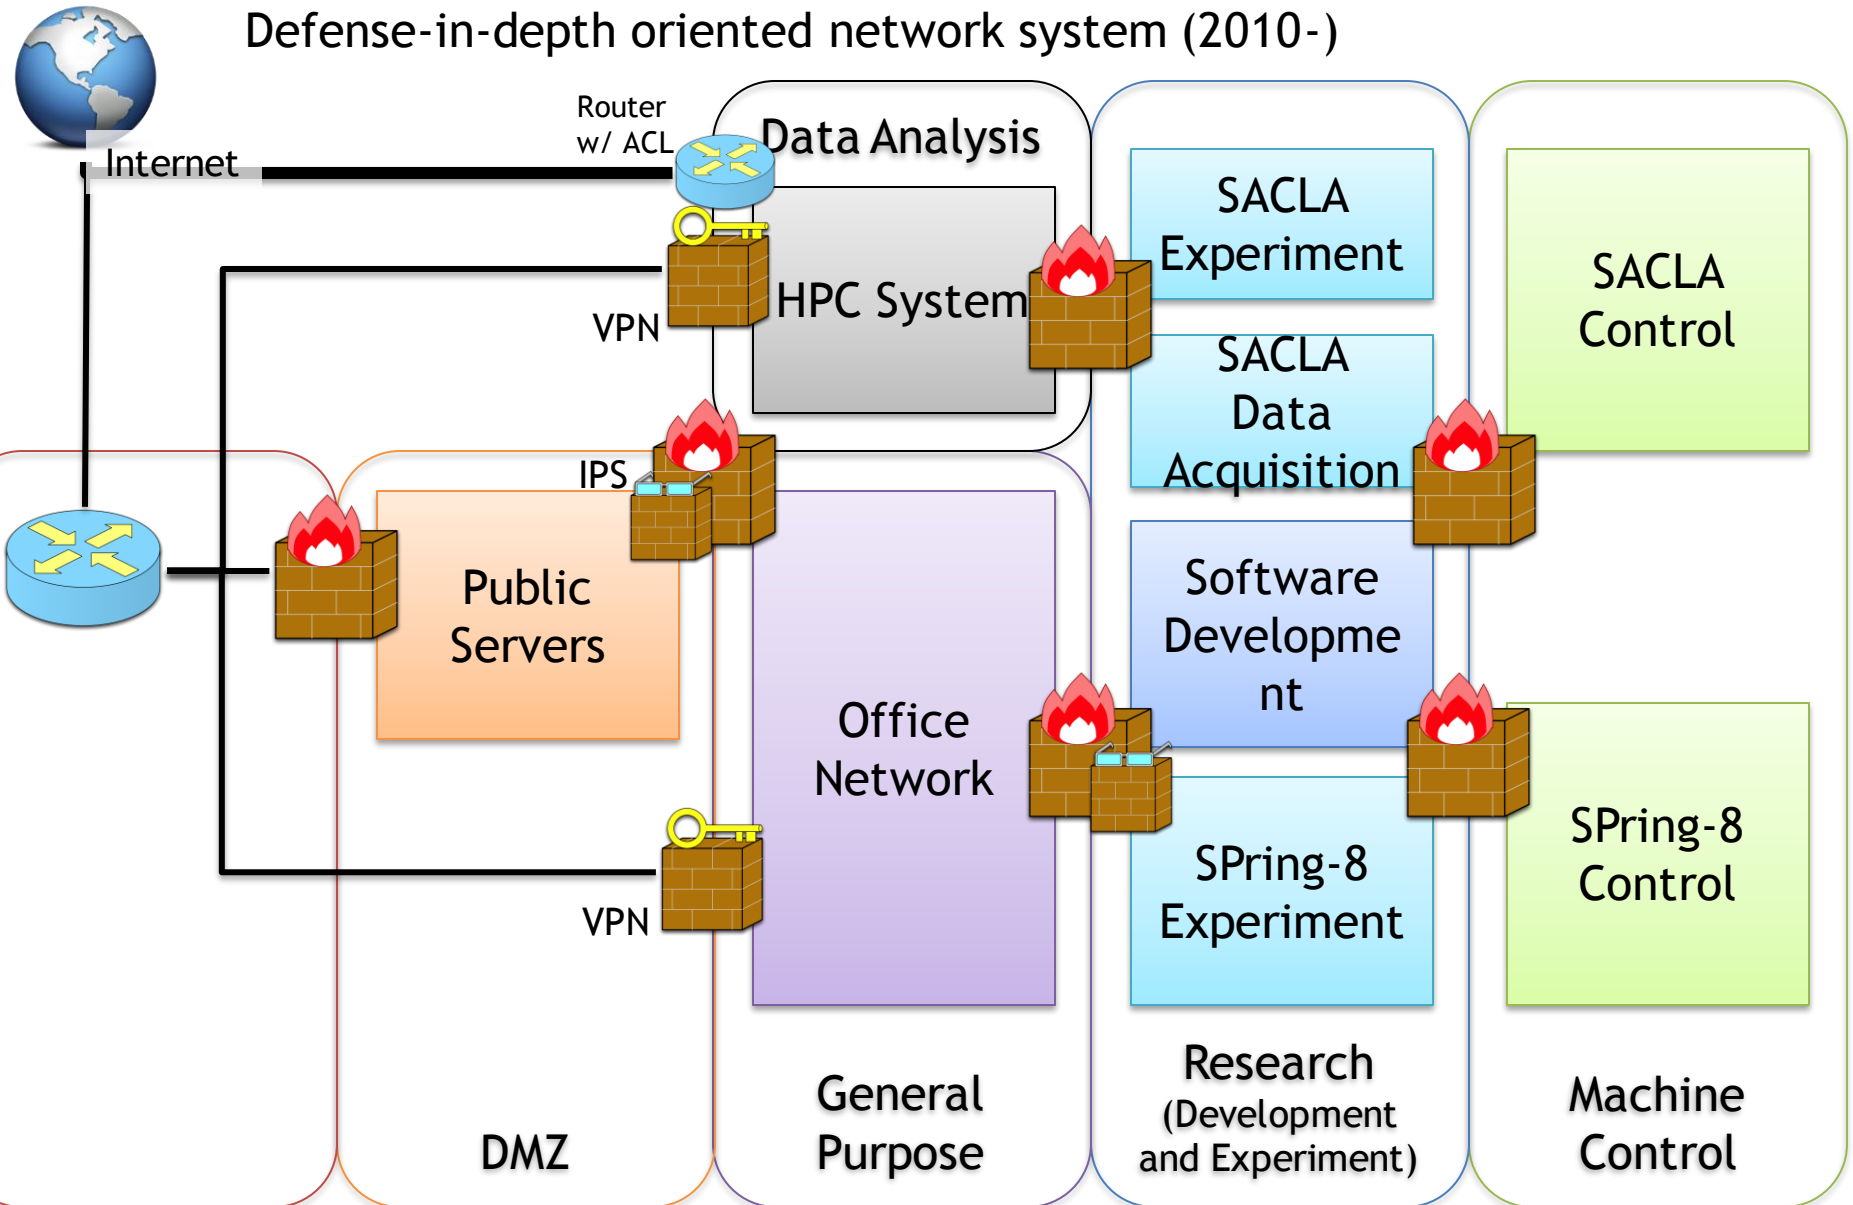 Defense-in-depth oriented network system (2010-)
Internet
Router
w/ ACL
Data Analysis
HPC System
VPN
SACLA
Experiment
SACLA
Data
Acquisition
SACLA
Control
IPS
Public
Servers
Office
Network
Software
Developme
nt
SPring-8
Experiment
SPring-8
Control
VPN
DMZ
General
Purpose
Research
(Development
and Experiment)
Machine
Control